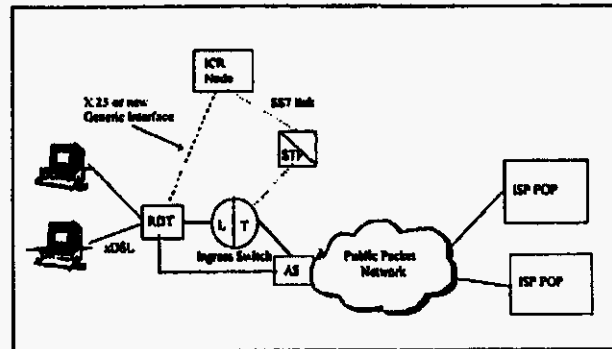 ICR
Node
X.25 or new
Generic Interface
SS7 link
STP
ISP POP
RDT
L T
Ingress Switch
xDSL
AS
Public Packet
Network
ISP POP